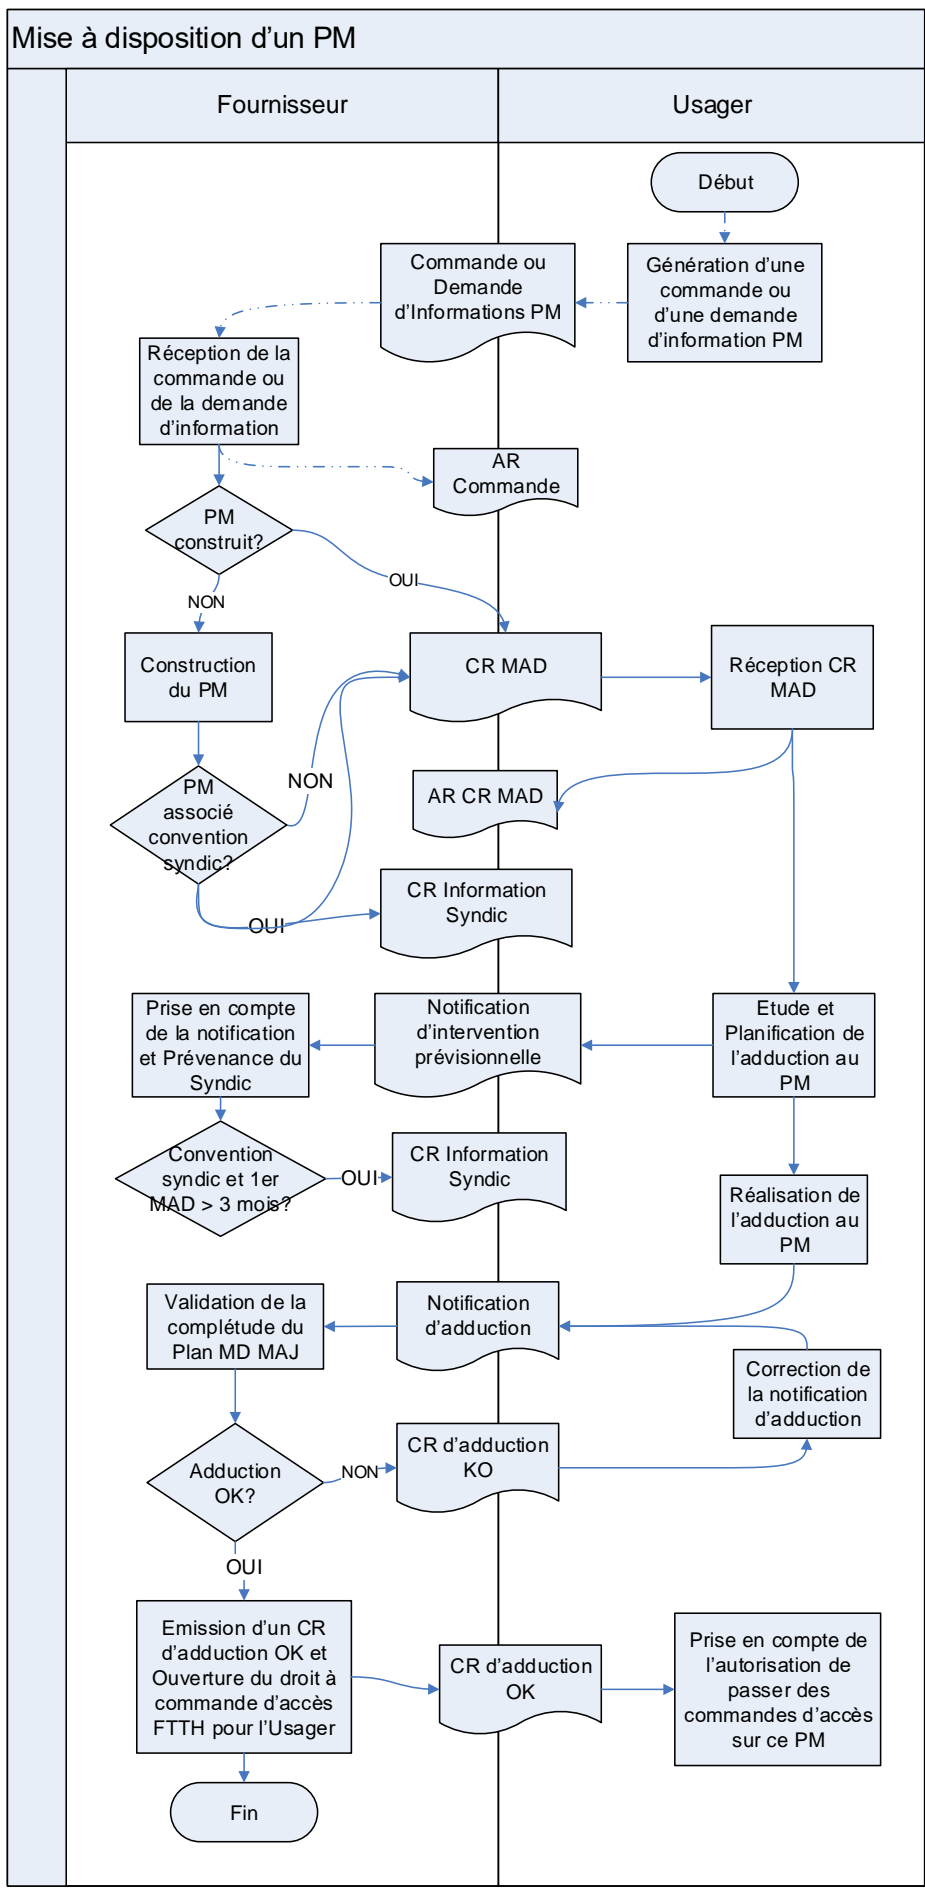 Mise à disposition d’un PM
Fournisseur
Usager
Début
Commande ou
Demande
d’Informations PM
Génération d’une
commande ou
d’une demande
d’information PM
Réception de la
commande ou
de la demande
d’information
AR
Commande
PM
construit?
OUI
NON
Construction
du PM
CR MAD
Réception CR
MAD
PM
associé
convention
syndic?
NON
AR CR MAD
OUI
CR Information
Syndic
Prise en compte
de la notification
et Prévenance du
Syndic
Notification
d’intervention
prévisionnelle
Etude et
Planification de
l’adduction au
PM
Convention
syndic et 1er
MAD > 3 mois?
OUI
CR Information
Syndic
Réalisation de
l’adduction au
PM
Validation de la
complétude du
Plan MD MAJ
Notification
d’adduction
Correction de
la notification
d’adduction
Adduction
OK?
NON
CR d’adduction
KO
OUI
Emission d’un CR
d’adduction OK et
Ouverture du droit à
commande d’accès
FTTH pour l’Usager
CR d’adduction
OK
Prise en compte de
l’autorisation de
passer des
commandes d’accès
sur ce PM
Fin